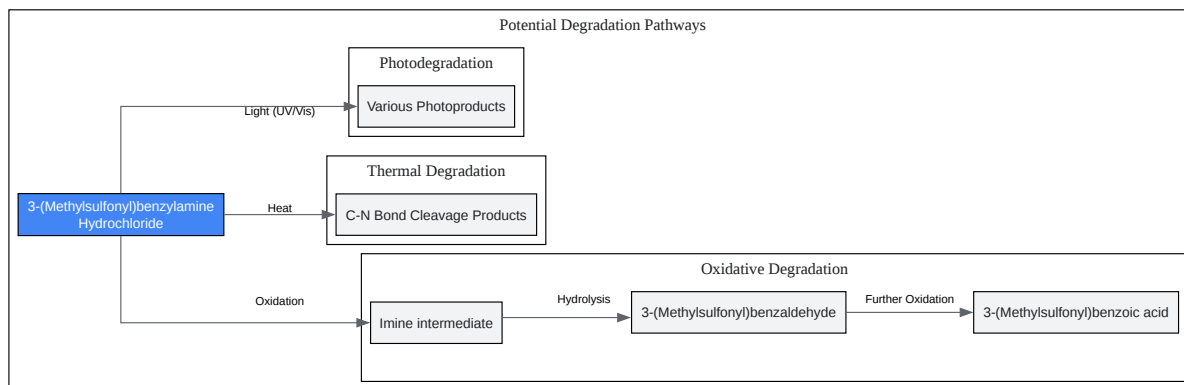 Potential Degradation Pathways
Photodegradation
Various Photoproducts
Light (UV/Vis)
Thermal Degradation
3-(Methylsulfonyl)benzylamine
Hydrochloride
Heat
C-N Bond Cleavage Products
Oxidative Degradation
Oxidation
Imine intermediate
Hydrolysis
3-(Methylsulfonyl)benzaldehyde
Further Oxidation
3-(Methylsulfonyl)benzoic acid